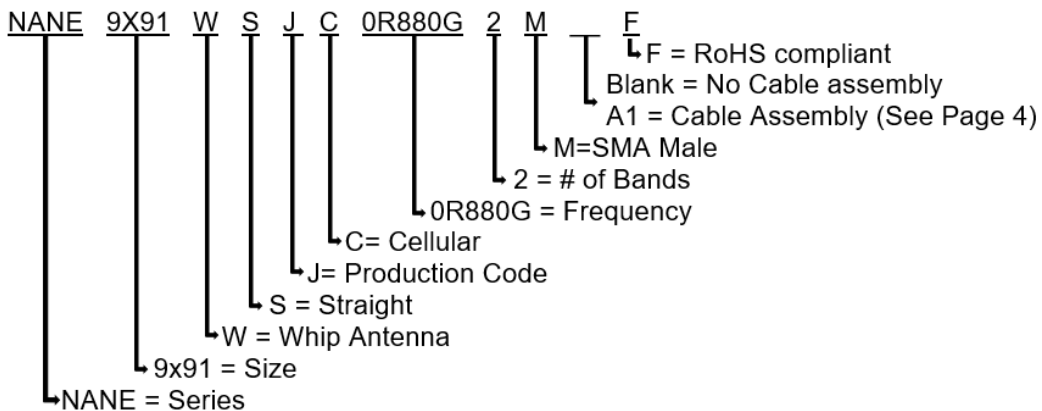 NANE 9X91 W S J C 0R880G 2 M _ F
F = RoHS compliant
Blank = No Cable assembly
A1 = Cable Assembly (See Page 4)
M=SMA Male
2 = # of Bands
0R880G = Frequency
C= Cellular
J= Production Code
S = Straight
W = Whip Antenna
9x91 = Size
NANE = Series